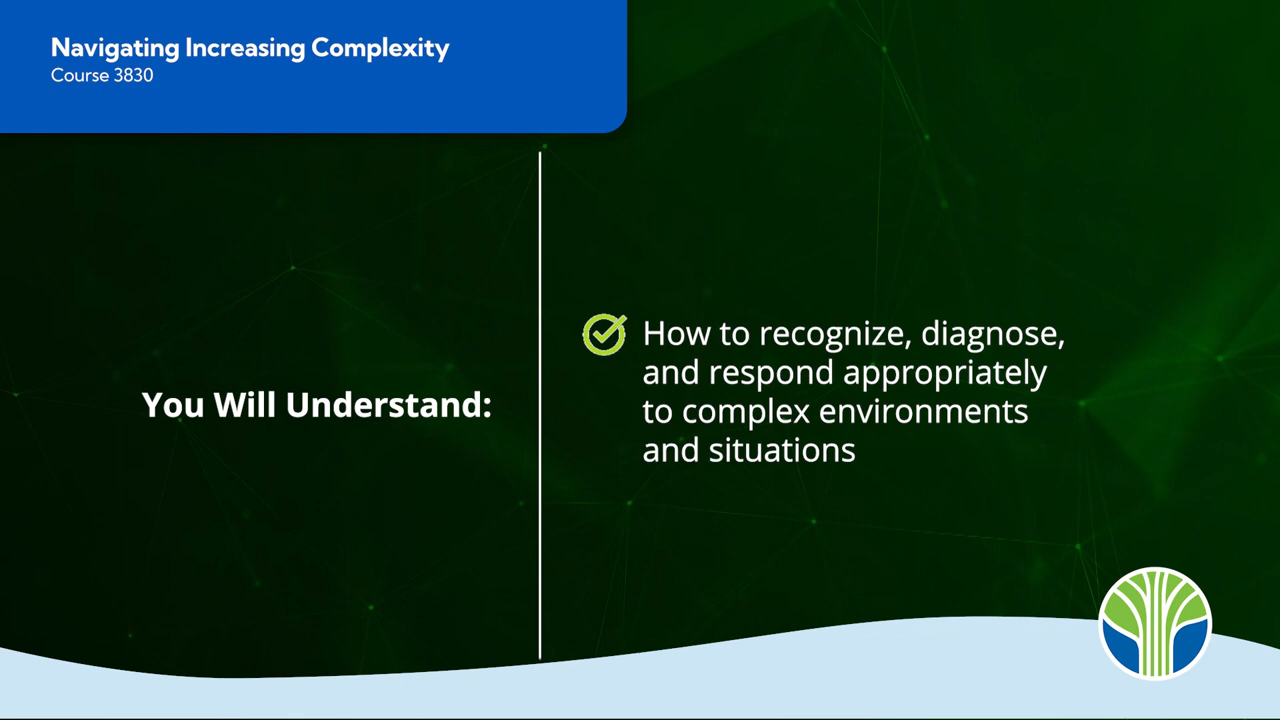 Navigating Increasing Complexity
Course 3830
You Will Understand:
How to recognize, diagnose,
and respond appropriately
to complex environments
and situations